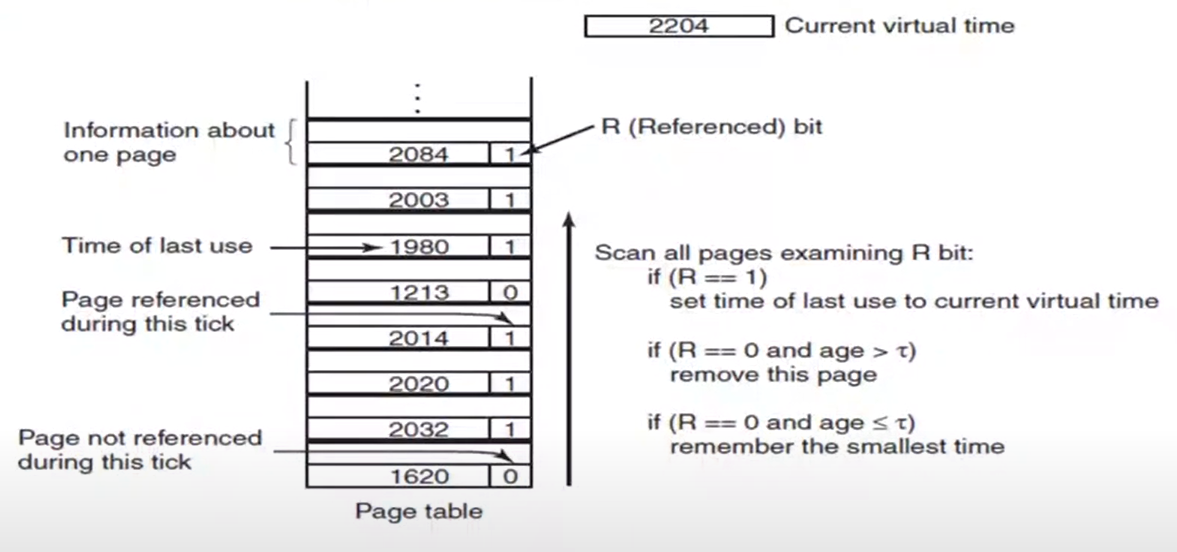 2204 Current virtual time
Information about
one page
R (Referenced) bit
2084 1
2003 1
Time of last use
1980 1
1213 0
Page referenced
during this tick
2014 1
2020 1
2032 1
Page not referenced
during this tick
1620 0
Page table
Scan all pages examining R bit:
if (R == 1)
set time of last use to current virtual time
if (R == 0 and age > τ)
remove this page
if (R == 0 and age ≤ τ)
remember the smallest time